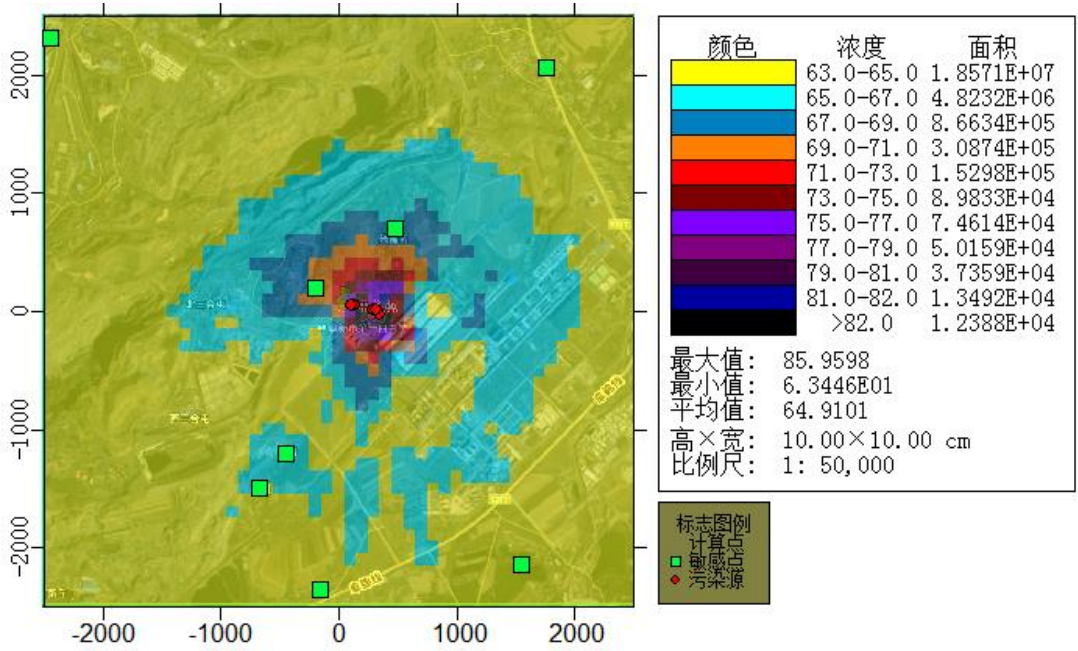 2000
1000
0
-1000
-2000
-2000 -1000 0 1000 2000
颜色 浓度 面积
63.0-65.0 1.8571E+07
65.0-67.0 4.8232E+06
67.0-69.0 8.6634E+05
69.0-71.0 3.0874E+05
71.0-73.0 1.5298E+05
73.0-75.0 8.9833E+04
75.0-77.0 7.4614E+04
77.0-79.0 5.0159E+04
79.0-81.0 3.7359E+04
81.0-82.0 1.3492E+04
>82.0 1.2388E+04
最大值: 85.9598
最小值: 6.3446E01
平均值: 64.9101
高×宽: 10.00×10.00 cm
比例尺: 1: 50,000
标志图例
计算点
敏感点
污染源